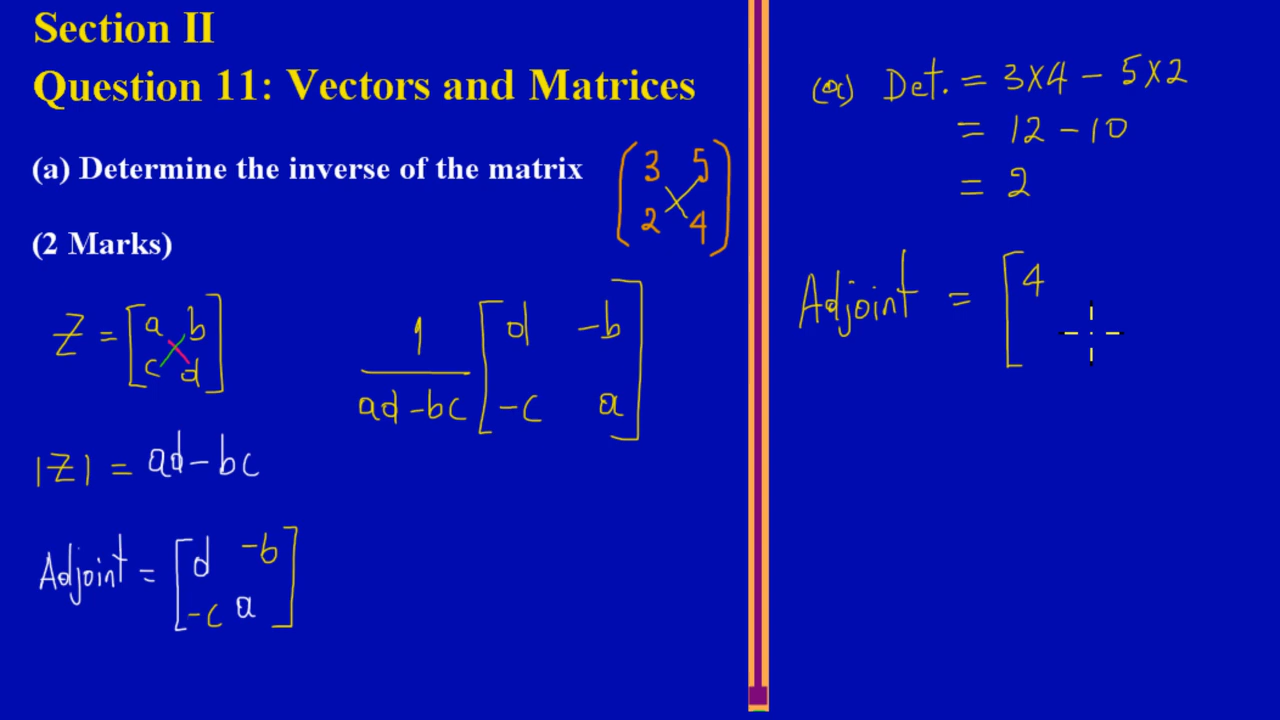 Section II
Question 11: Vectors and Matrices
(a) Determine the inverse of the matrix
(3 5
2 4)
(2 Marks)
Z = [a b
c d]
|Z| = ad - bc
Adjoint = [d -b
-c a]
1
ad - bc
[d -b
-c a]
(a) Det. = 3x4 - 5x2
= 12 - 10
= 2
Adjoint = [4